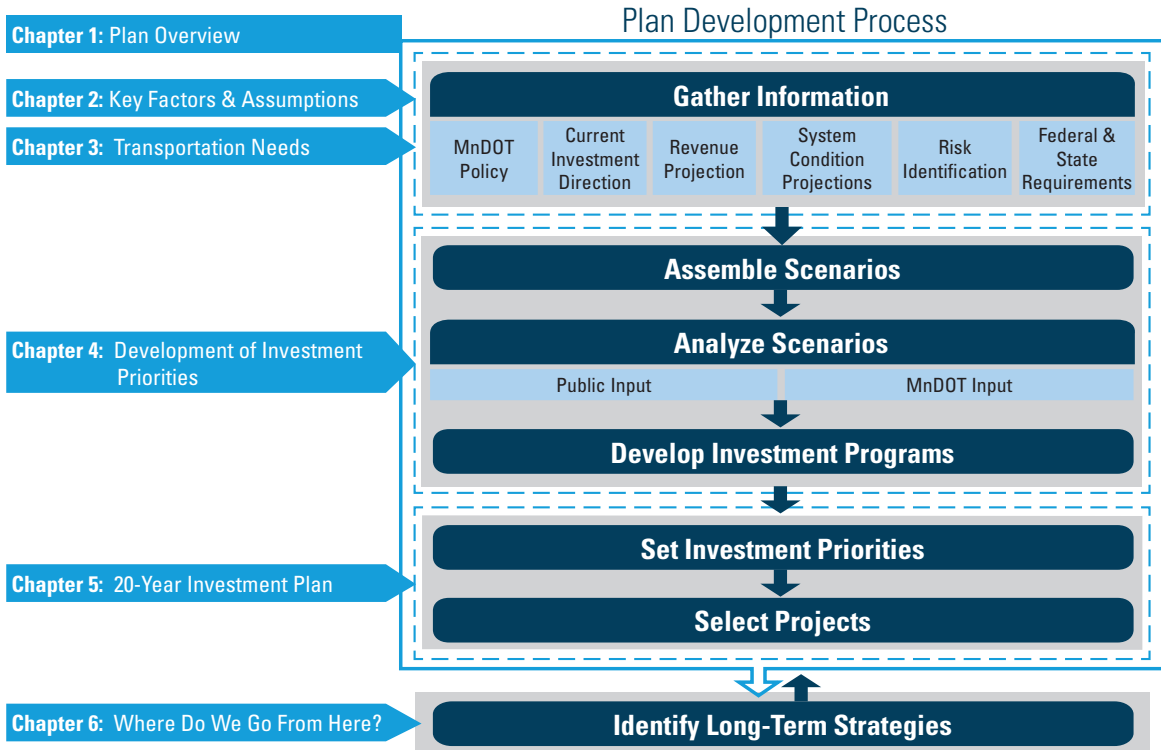 Plan Development Process
Chapter 1: Plan Overview
Chapter 2: Key Factors & Assumptions
Chapter 3: Transportation Needs
Gather Information
MnDOT
Policy
Current
Investment
Direction
Revenue
Projection
System
Condition
Projections
Risk
Identification
Federal &
State
Requirements
Assemble Scenarios
Chapter 4: Development of Investment
Priorities
Analyze Scenarios
Public Input
MnDOT Input
Develop Investment Programs
Chapter 5: 20-Year Investment Plan
Set Investment Priorities
Select Projects
Chapter 6: Where Do We Go From Here?
Identify Long-Term Strategies